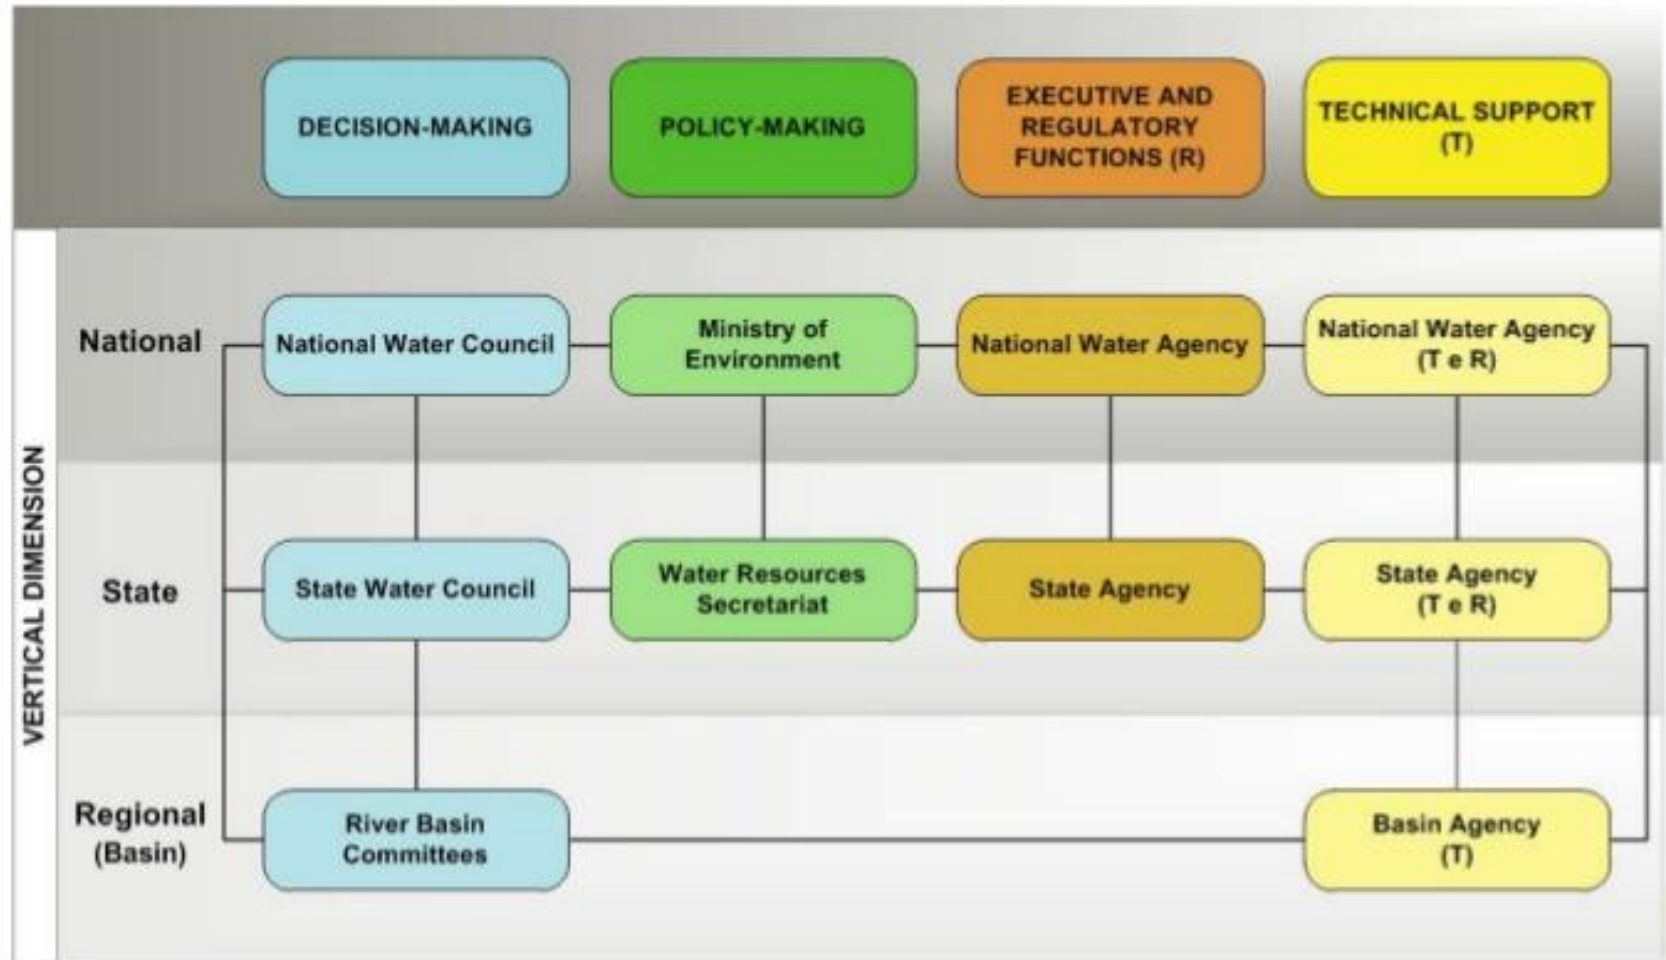 DECISION-MAKING
POLICY-MAKING
EXECUTIVE AND
REGULATORY
FUNCTIONS (R)
TECHNICAL SUPPORT
(T)
VERTICAL DIMENSION
National
National Water Council
Ministry of
Environment
National Water Agency
National Water Agency
(T e R)
State
State Water Council
Water Resources
Secretariat
State Agency
State Agency
(T e R)
Regional
(Basin)
River Basin
Committees
Basin Agency
(T)